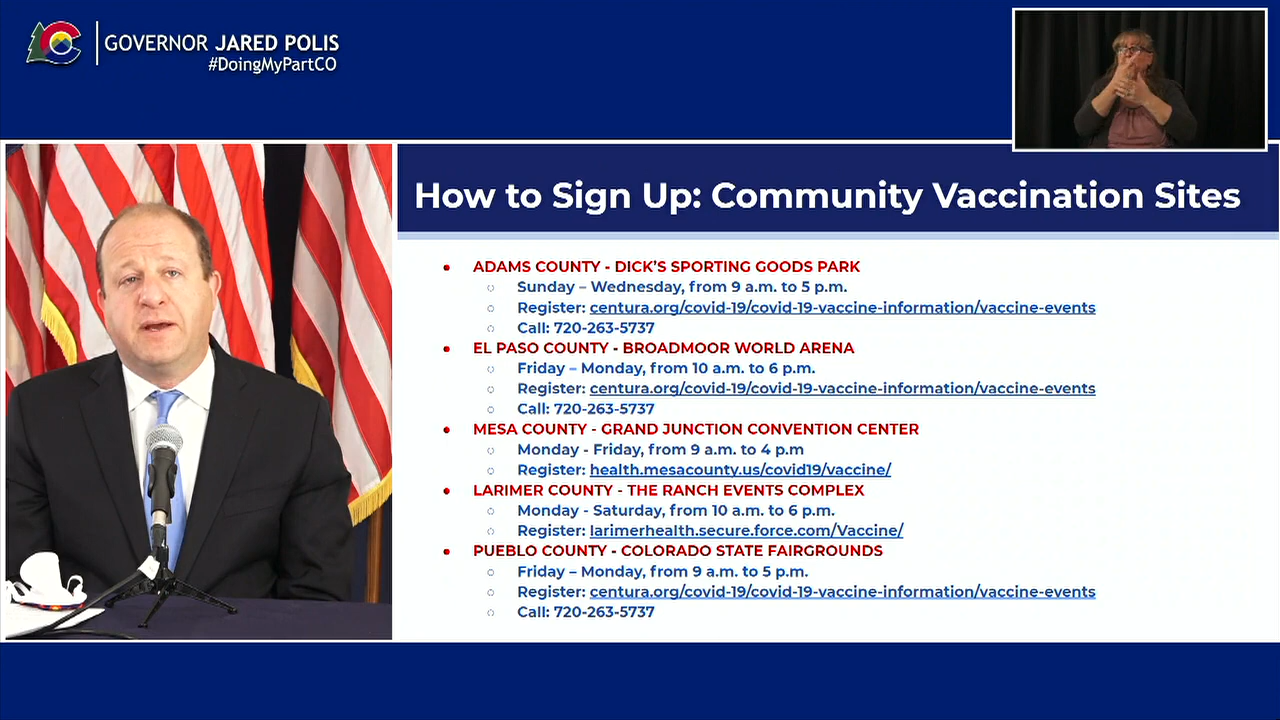 GOVERNOR JARED POLIS
#DoingMyPartCO
How to Sign Up: Community Vaccination Sites
ADAMS COUNTY - DICK'S SPORTING GOODS PARK
Sunday – Wednesday, from 9 a.m. to 5 p.m.
Register: centura.org/covid-19/covid-19-vaccine-information/vaccine-events
Call: 720-263-5737
EL PASO COUNTY - BROADMOOR WORLD ARENA
Friday – Monday, from 10 a.m. to 6 p.m.
Register: centura.org/covid-19/covid-19-vaccine-information/vaccine-events
Call: 720-263-5737
MESA COUNTY - GRAND JUNCTION CONVENTION CENTER
Monday - Friday, from 9 a.m. to 4 p.m
Register: health.mesacounty.us/covid19/vaccine/
LARIMER COUNTY - THE RANCH EVENTS COMPLEX
Monday - Saturday, from 10 a.m. to 6 p.m.
Register: larimerhealth.secure.force.com/Vaccine/
PUEBLO COUNTY - COLORADO STATE FAIRGROUNDS
Friday – Monday, from 9 a.m. to 5 p.m.
Register: centura.org/covid-19/covid-19-vaccine-information/vaccine-events
Call: 720-263-5737